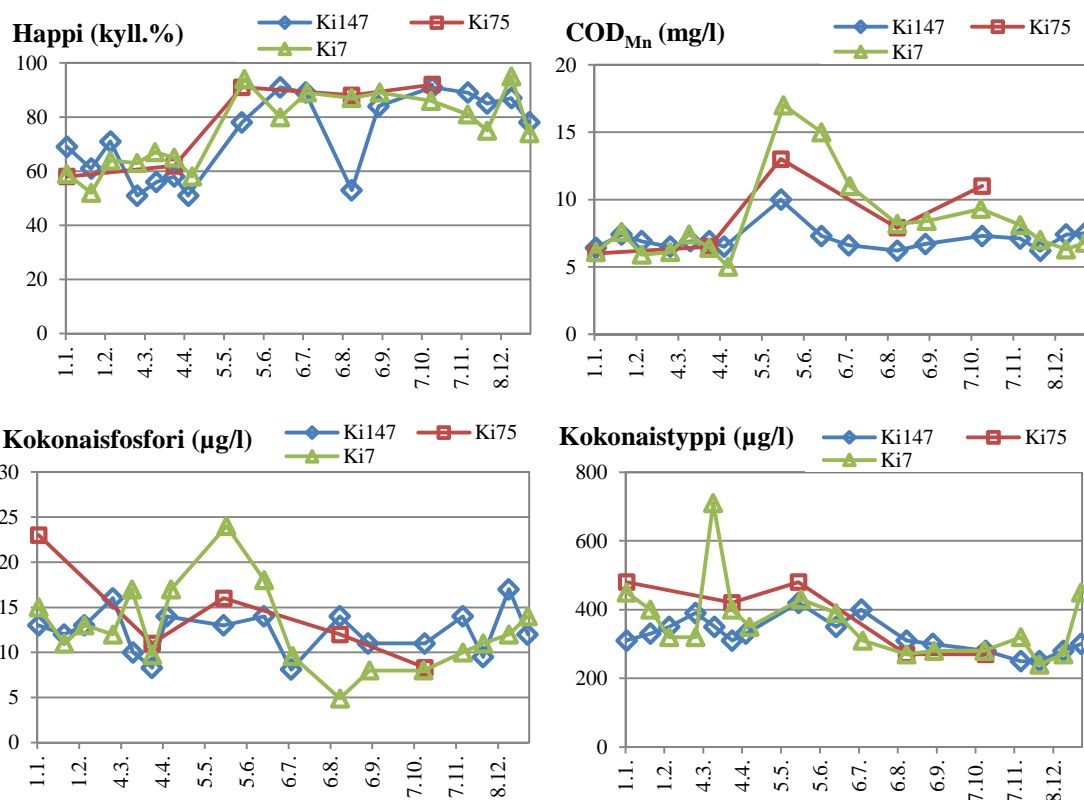 Happi (kyll.%)
Ki147 Ki75
Ki7
100
80
60
40
20
0
1.1. 1.2. 4.3. 4.4. 5.5. 5.6. 6.7. 6.8. 6.9. 7.10. 7.11. 8.12.
COD Mn (mg/l)
Ki147 Ki75
Ki7
20
15
10
5
0
1.1. 1.2. 4.3. 4.4. 5.5. 5.6. 6.7. 6.8. 6.9. 7.10. 7.11. 8.12.
Kokonaisfosfori (µg/l)
Ki147 Ki75
Ki7
30
25
20
15
10
5
0
1.1. 1.2. 4.3. 4.4. 5.5. 5.6. 6.7. 6.8. 6.9. 7.10. 7.11. 8.12.
Kokonaistyppi (µg/l)
Ki147 Ki75
Ki7
800
600
400
200
0
1.1. 1.2. 4.3. 4.4. 5.5. 5.6. 6.7. 6.8. 6.9. 7.10. 7.11. 8.12.